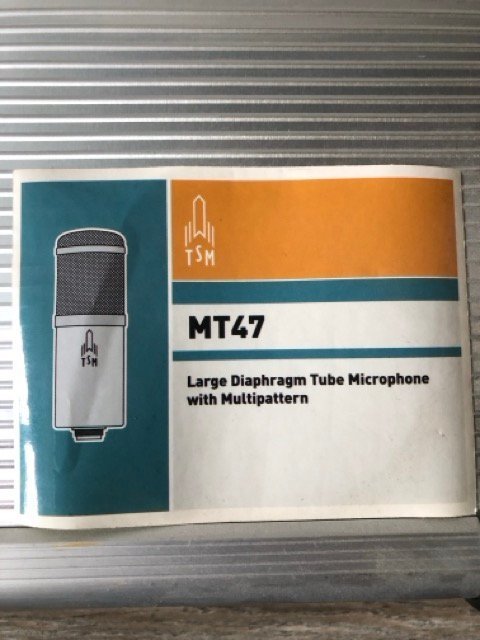 TSM
MT47
TSM
Large Diaphragm Tube Microphone
with Multipattern